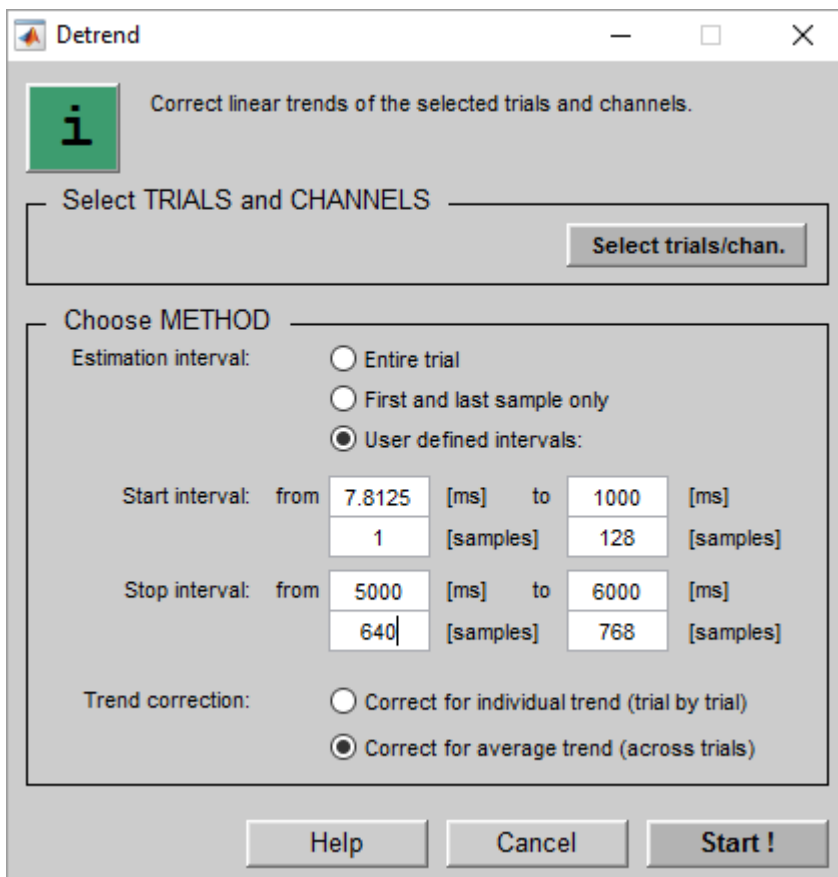 Detrend
i
Correct linear trends of the selected trials and channels.
Select TRIALS and CHANNELS
Select trials/chan.
Choose METHOD
Estimation interval: Entire trial
First and last sample only
User defined intervals:
Start interval: from 7.8125 [ms] to 1000 [ms]
1 [samples] 128 [samples]
Stop interval: from 5000 [ms] to 6000 [ms]
640 [samples] 768 [samples]
Trend correction: Correct for individual trend (trial by trial)
Correct for average trend (across trials)
Help Cancel Start !